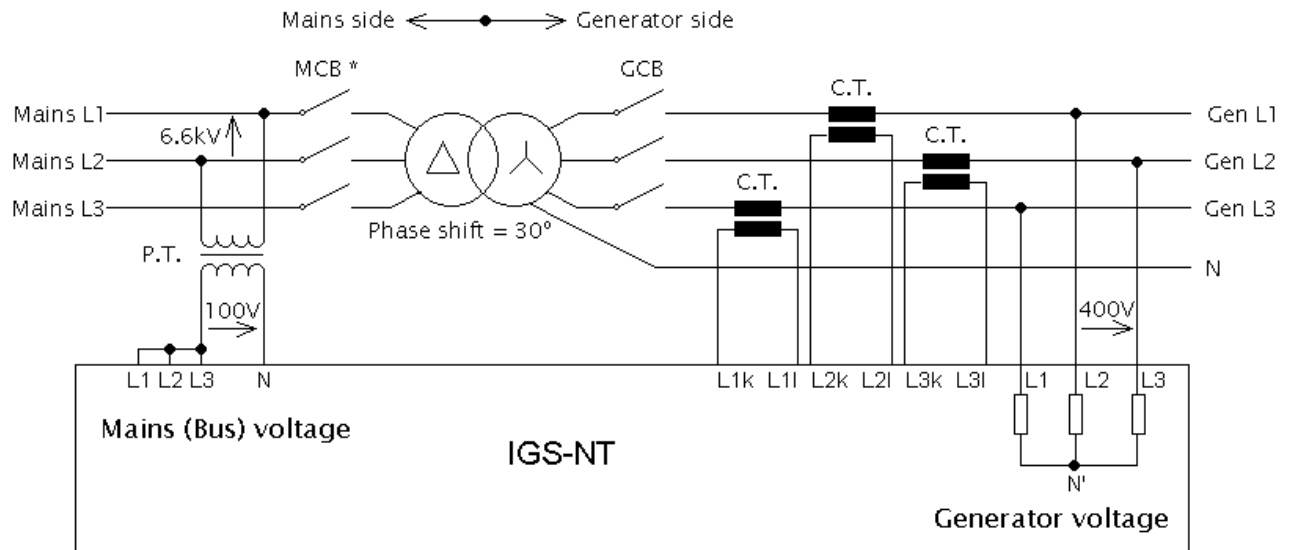 Mains side Generator side
MCB * GCB
C.T.
Mains L1 Gen L1
6.6kV
C.T.
Mains L2 Gen L2
C.T.
Mains L3 Gen L3
Phase shift = 30º
P.T.
N
100V 400V
L1 L2 L3 N L1k L1l L2k L2l L3k L3l L1 L2 L3
Mains (Bus) voltage
IGS-NT
N'
Generator voltage